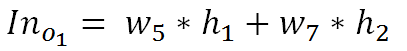 In_{o_1} = w_5 * h_1 + w_7 * h_2